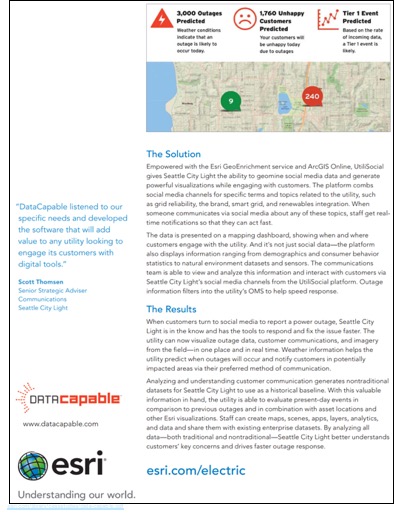 3,000 Outages
Predicted
Weather conditions
indicate that an
outage is likely to
occur today.
1,760 Unhappy
Customers
Predicted
Your customers will
be unhappy today
due to outages
Tier 1 Event
Predicted
Based on the rate
of incoming data,
a Tier 1 event is
likely.
9
240
The Solution
Empowered with the Esri GeoEnrichment service and ArcGIS Online, UtiliSocial
gives Seattle City Light the ability to geomine social media data and generate
powerful visualizations while engaging with customers. The platform combs
social media channels for specific terms and topics related to the utility, such
as grid reliability, the brand, smart grid, and renewables integration. When
someone communicates via social media about any of these topics, staff get real-
time notifications so that they can act fast.
The data is presented on a mapping dashboard, showing when and where
customers engage with the utility. And it's not just social data—the platform
also displays information ranging from demographics and consumer behavior
statistics to natural environment datasets and sensors. The communications
team is able to view and analyze this information and interact with customers via
Seattle City Light's social media channels from the UtiliSocial platform. Outage
information filters into the utility's OMS to help speed response.
"DataCapable listened to our
specific needs and developed
the software that will add
value to any utility looking to
engage its customers with
digital tools."
Scott Thomsen
Senior Strategic Adviser
Communications
Seattle City Light
The Results
When customers turn to social media to report a power outage, Seattle City
Light is in the know and has the tools to respond and fix the issue faster. The
utility can now visualize outage data, customer communications, and imagery
from the field—in one place and in real time. Weather information helps the
utility predict when outages will occur and notify customers in potentially
impacted areas via their preferred method of communication.
Analyzing and understanding customer communication generates nontraditional
datasets for Seattle City Light to use as a historical baseline. With this valuable
information in hand, the utility is able to evaluate present-day events in
comparison to previous outages and in combination with asset locations and
other Esri visualizations. Staff can create maps, scenes, apps, layers, analytics,
and data and share them with existing enterprise datasets. By analyzing all
data—both traditional and nontraditional—Seattle City Light better understands
customers' key concerns and drives faster outage response.
DATACAPABLE
www.datacapable.com
esri
Understanding our world.
esri.com/electric